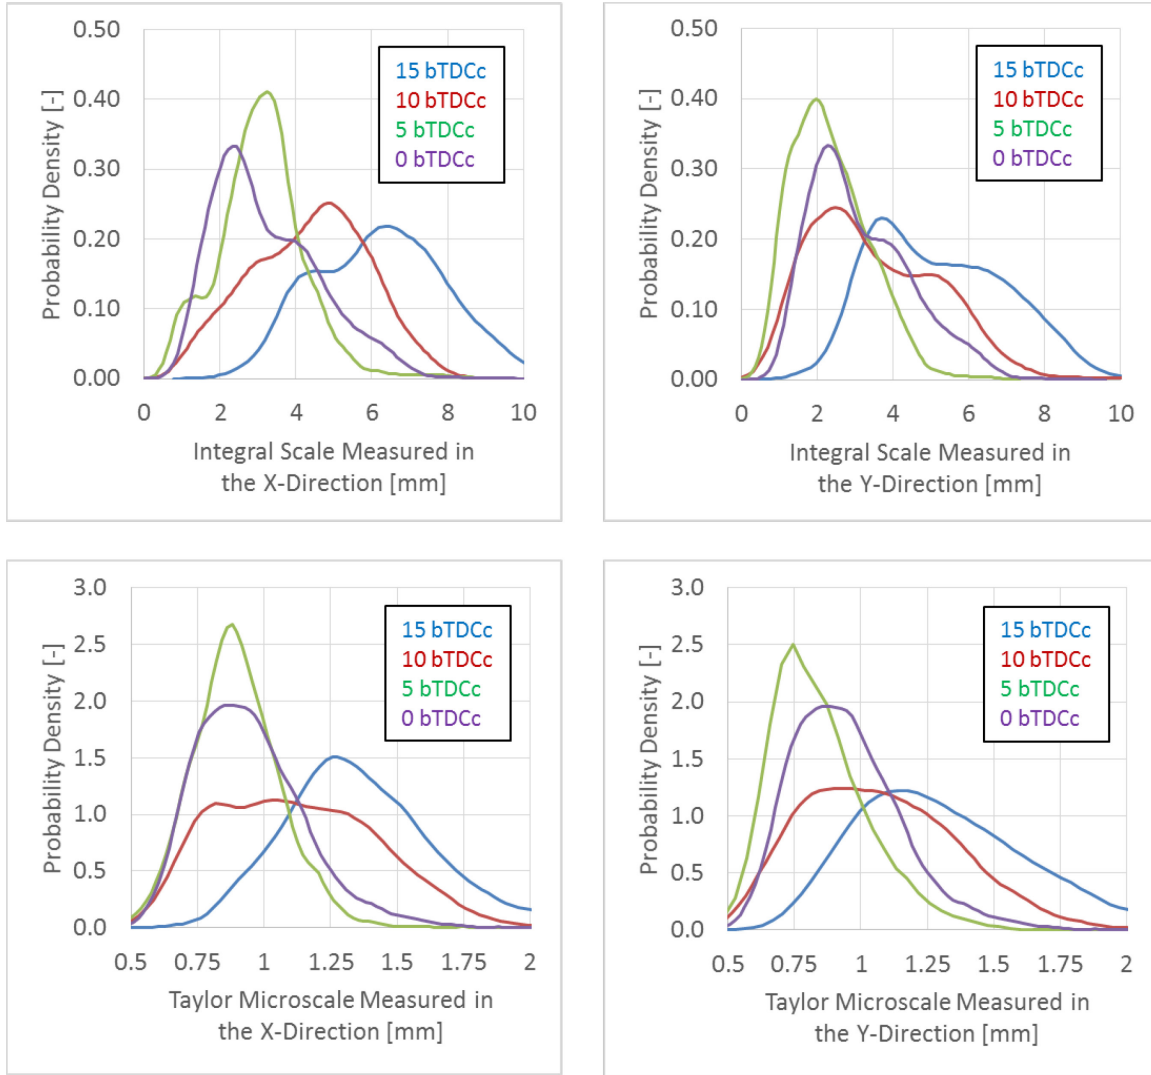 0.50
0.40
0.30
0.20
0.10
0.00
Probability Density [-]
15 bTDCc
10 bTDCc
5 bTDCc
0 bTDCc
0 2 4 6 8 10
Integral Scale Measured in
the X-Direction [mm]
0.50
0.40
0.30
0.20
0.10
0.00
Probability Density [-]
15 bTDCc
10 bTDCc
5 bTDCc
0 bTDCc
0 2 4 6 8 10
Integral Scale Measured in
the Y-Direction [mm]
3.0
2.5
2.0
1.5
1.0
0.5
0.0
Probability Density [-]
15 bTDCc
10 bTDCc
5 bTDCc
0 bTDCc
0.5 0.75 1 1.25 1.5 1.75 2
Taylor Microscale Measured in
the X-Direction [mm]
3.0
2.5
2.0
1.5
1.0
0.5
0.0
Probability Density [-]
15 bTDCc
10 bTDCc
5 bTDCc
0 bTDCc
0.5 0.75 1 1.25 1.5 1.75 2
Taylor Microscale Measured in
the Y-Direction [mm]